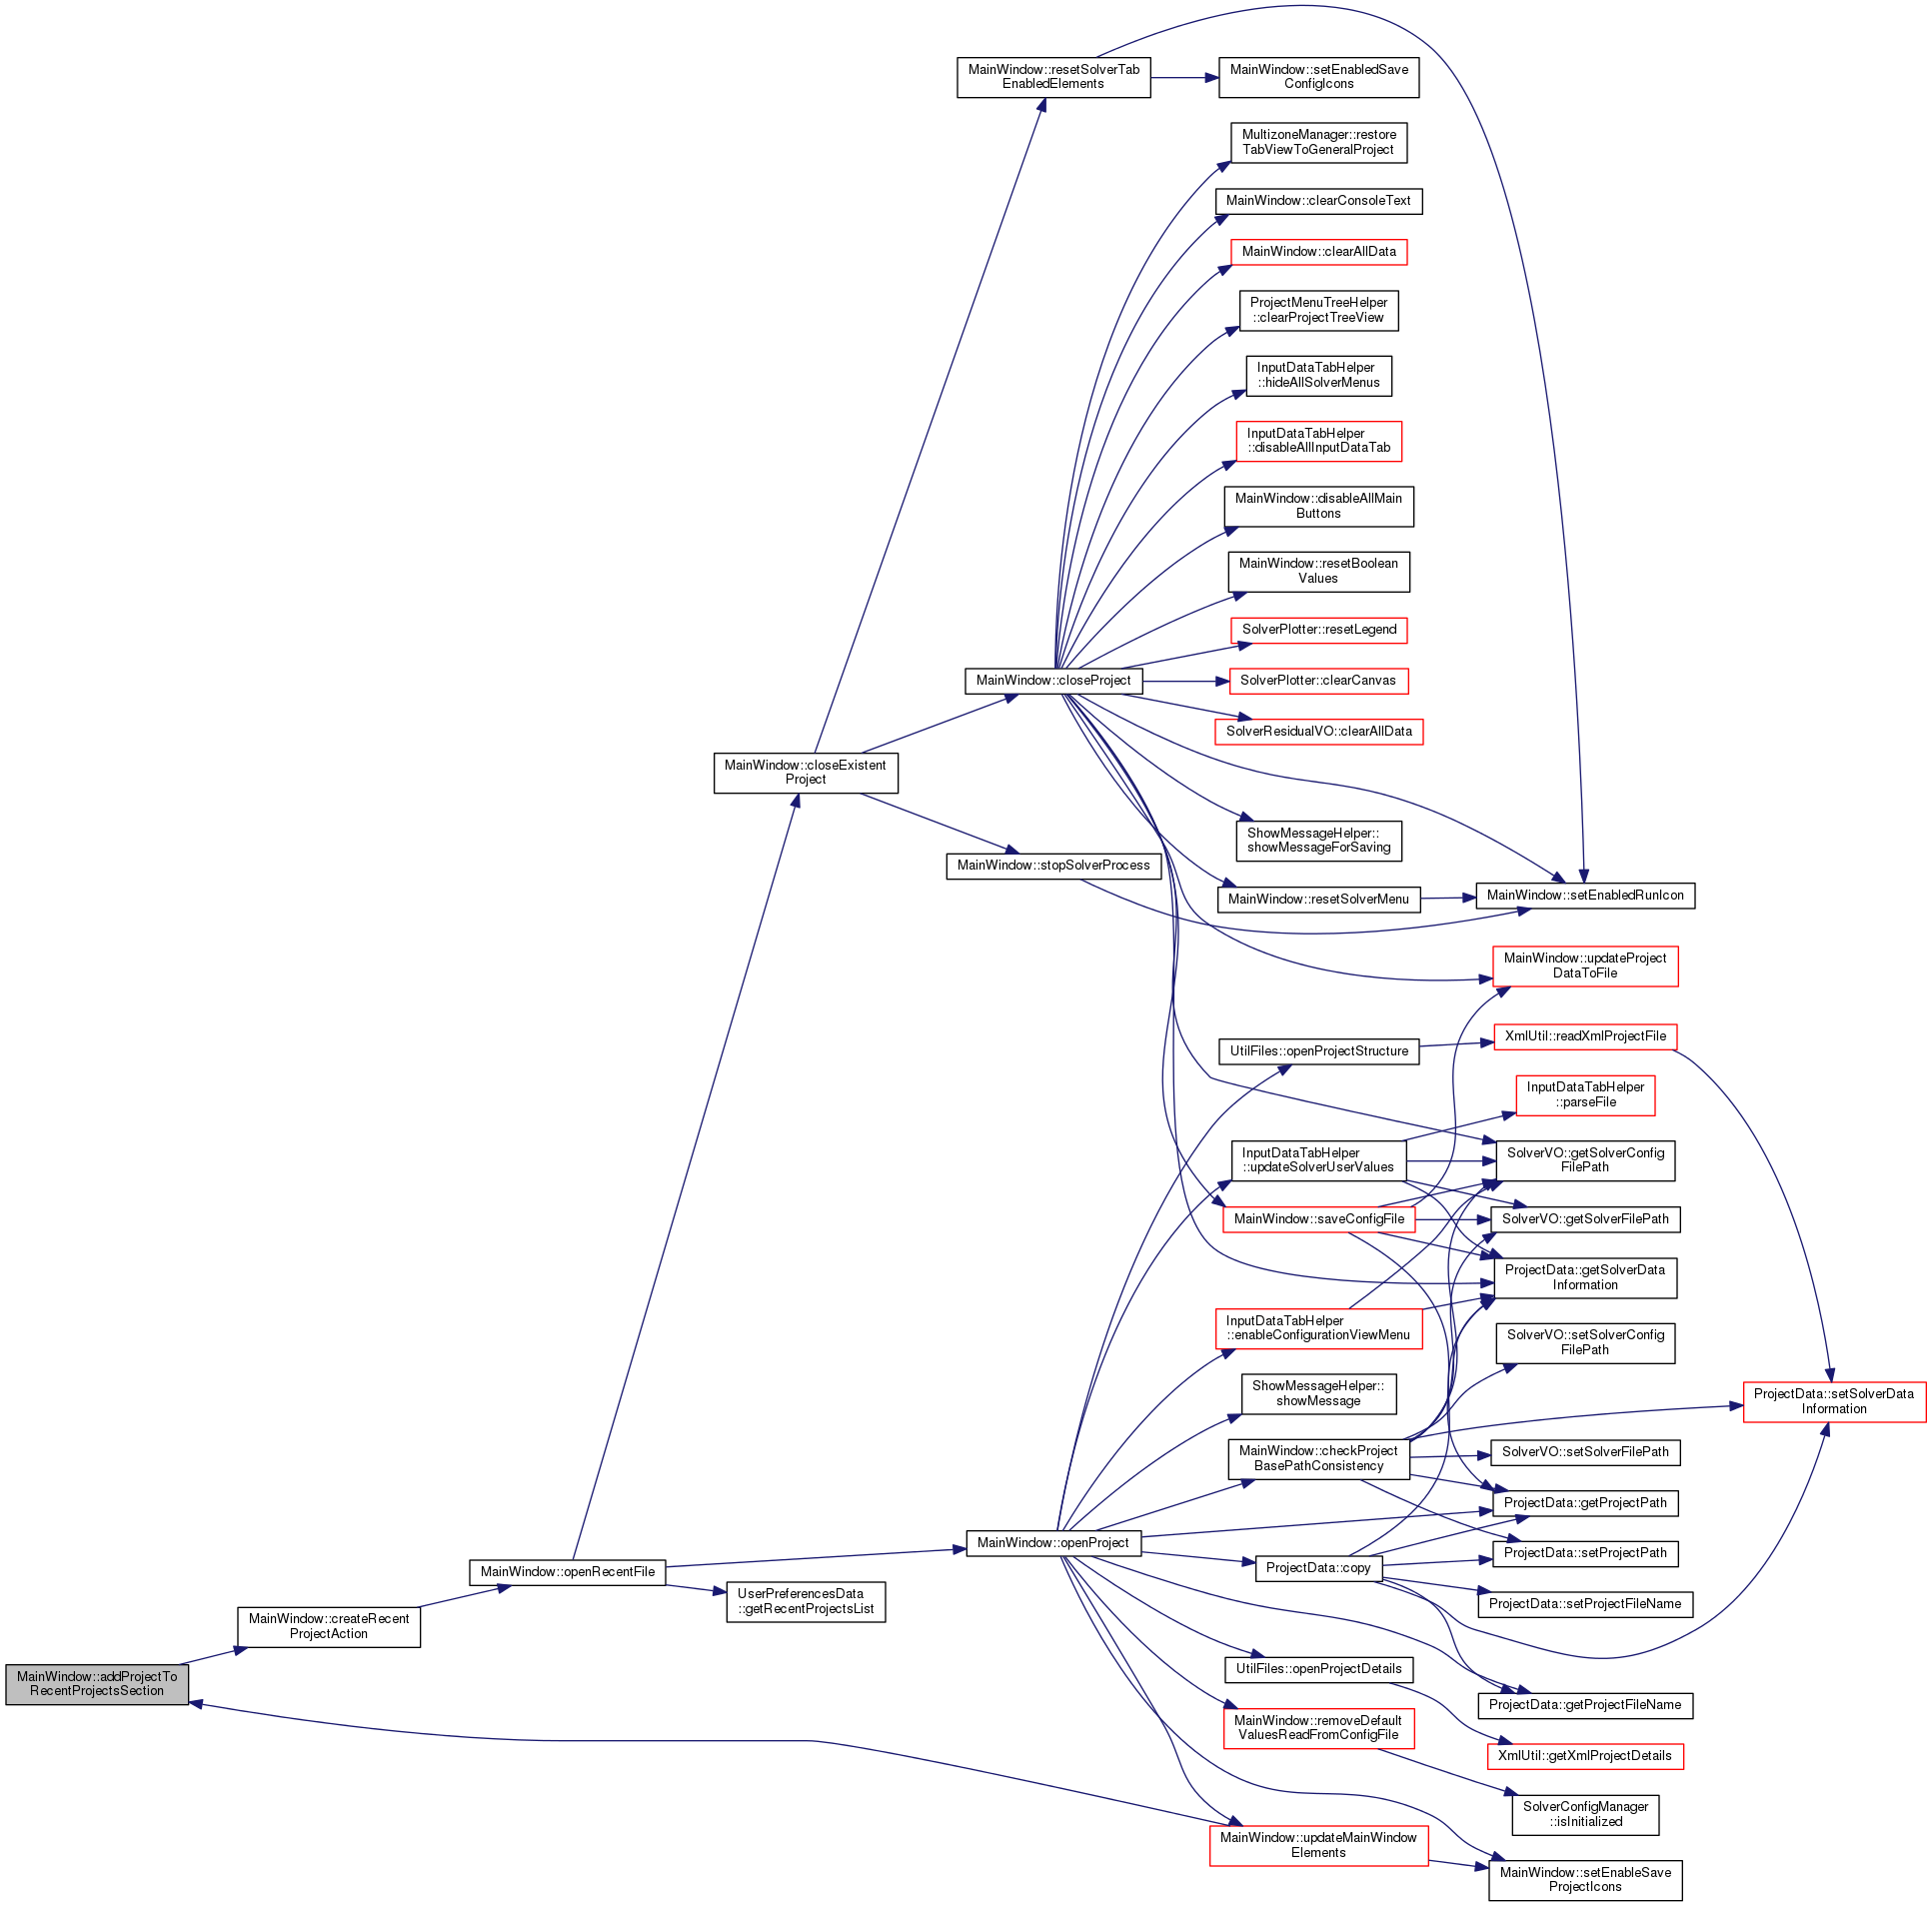 MainWindow::resetSolverTab
EnabledElements
MainWindow::setEnabledSave
ConfigIcons
MultizoneManager::restore
TabViewToGeneralProject
MainWindow::clearConsoleText
MainWindow::clearAllData
ProjectMenuTreeHelper
::clearProjectTreeView
InputDataTabHelper
::hideAllSolverMenus
InputDataTabHelper
::disableAllInputDataTab
MainWindow::disableAllMain
Buttons
MainWindow::resetBoolean
Values
SolverPlotter::resetLegend
MainWindow::closeProject
SolverPlotter::clearCanvas
SolverResidualVO::clearAllData
MainWindow::closeExistent
Project
ShowMessageHelper::
showMessageForSaving
MainWindow::stopSolverProcess
MainWindow::resetSolverMenu
MainWindow::setEnabledRunIcon
MainWindow::updateProject
DataToFile
XmlUtil::readXmlProjectFile
UtilFiles::openProjectStructure
InputDataTabHelper
::parseFile
InputDataTabHelper
::updateSolverUserValues
SolverVO::getSolverConfig
FilePath
MainWindow::saveConfigFile
SolverVO::getSolverFilePath
ProjectData::getSolverData
Information
InputDataTabHelper
::enableConfigurationViewMenu
SolverVO::setSolverConfig
FilePath
ShowMessageHelper::
showMessage
ProjectData::setSolverData
Information
MainWindow::checkProject
BasePathConsistency
SolverVO::setSolverFilePath
ProjectData::getProjectPath
MainWindow::openProject
ProjectData::setProjectPath
MainWindow::openRecentFile
ProjectData::copy
UserPreferencesData
::getRecentProjectsList
ProjectData::setProjectFileName
MainWindow::createRecent
ProjectAction
UtilFiles::openProjectDetails
MainWindow::addProjectTo
RecentProjectsSection
ProjectData::getProjectFileName
MainWindow::removeDefault
ValuesReadFromConfigFile
XmlUtil::getXmlProjectDetails
SolverConfigManager
::isInitialized
MainWindow::updateMainWindow
Elements
MainWindow::setEnableSave
ProjectIcons